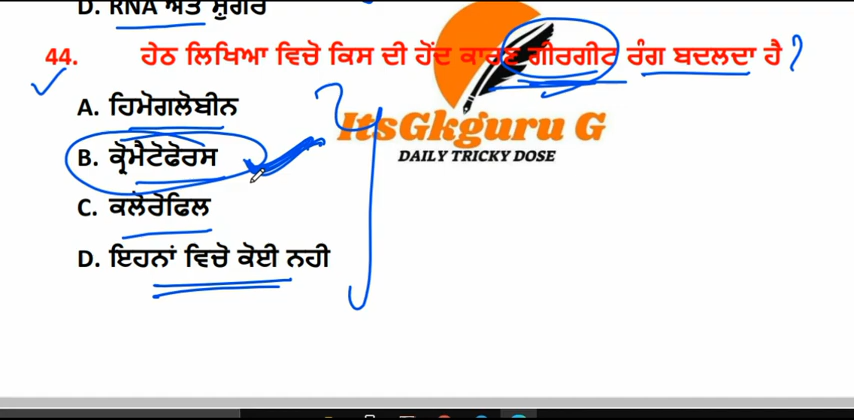 D. RNA ਅਤੇ ਸ਼ੂਗਰ
44. ਹੇਠ ਲਿਖਿਆ ਵਿਚੋ ਕਿਸ ਦੀ ਹੋਂਦ ਕਾਰਣ ਗੀਰਗੀਟ ਰੰਗ ਬਦਲਦਾ ਹੈ ?
A. ਹਿਮੋਗਲੋਬੀਨ
B. ਕ੍ਰੋਮੈਟੋਫੋਰਸ
C. ਕਲੋਰੋਫਿਲ
D. ਇਹਨਾਂ ਵਿਚੋ ਕੋਈ ਨਹੀ
ItsGkguru G
DAILY TRICKY DOSE